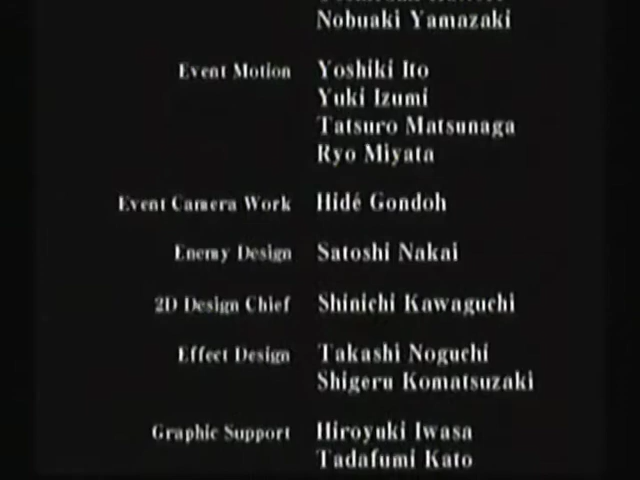 Nobuaki Yamazaki
Event Motion Yoshiki Ito
Yuki Izumi
Tatsuro Matsunaga
Ryo Miyata
Event Camera Work Hidé Gondoh
Enemy Design Satoshi Nakai
2D Design Chief Shinichi Kawaguchi
Effect Design Takashi Noguchi
Shigeru Komatsuzaki
Graphic Support Hiroyuki Iwasa
Tadafumi Kato